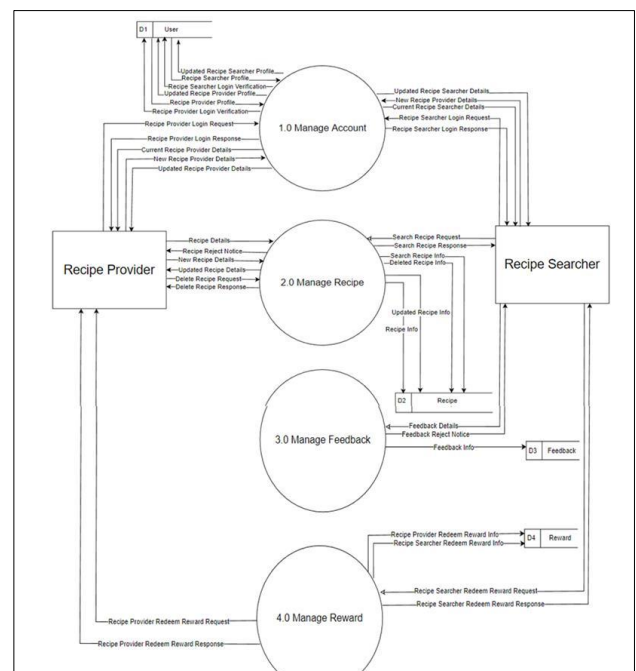 D1 User
Updated Recipe Searcher Profile
Recipe Searcher Profile
Recipe Searcher Login Verification
Updated Recipe Provider Profile
Recipe Provider Profile
Recipe Provider Login Verification
Recipe Provider Login Request
Recipe Provider Login Response
Current Recipe Provider Details
New Recipe Provider Details
Updated Recipe Provider Details
1.0 Manage Account
Updated Recipe Searcher Details
New Recipe Provider Details
Current Recipe Searcher Details
Recipe Searcher Login Request
Recipe Searcher Login Response
Recipe Provider
Recipe Details
Recipe Reject Notice
New Recipe Details
Updated Recipe Details
Delete Recipe Request
Delete Recipe Response
2.0 Manage Recipe
Search Recipe Request
Search Recipe Response
Search Recipe Info
Deleted Recipe Info
Updated Recipe Info
Recipe Info
Recipe Searcher
D2 Recipe
3.0 Manage Feedback
Feedback Details
Feedback Reject Notice
Feedback Info
D3 Feedback
Recipe Provider Redeem Reward Info
Recipe Searcher Redeem Reward Info
D4 Reward
4.0 Manage Reward
Recipe Searcher Redeem Reward Request
Recipe Searcher Redeem Reward Response
Recipe Provider Redeem Reward Request
Recipe Provider Redeem Reward Response